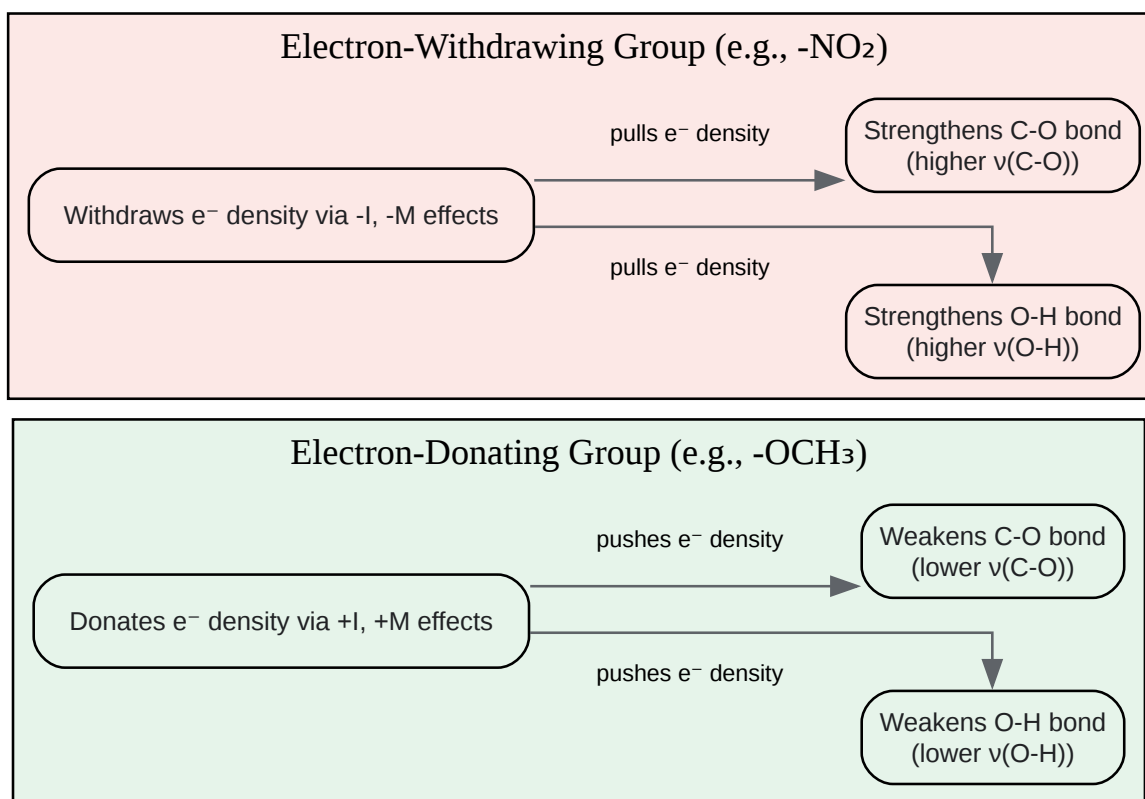 Electron-Withdrawing Group (e.g., -NO₂)
pulls e⁻ density
Strengthens C-O bond
(higher ν(C-O))
Withdraws e⁻ density via -I, -M effects
pulls e⁻ density
Strengthens O-H bond
(higher ν(O-H))
Electron-Donating Group (e.g., -OCH₃)
pushes e⁻ density
Weakens C-O bond
(lower ν(C-O))
Donates e⁻ density via +I, +M effects
pushes e⁻ density
Weakens O-H bond
(lower ν(O-H))